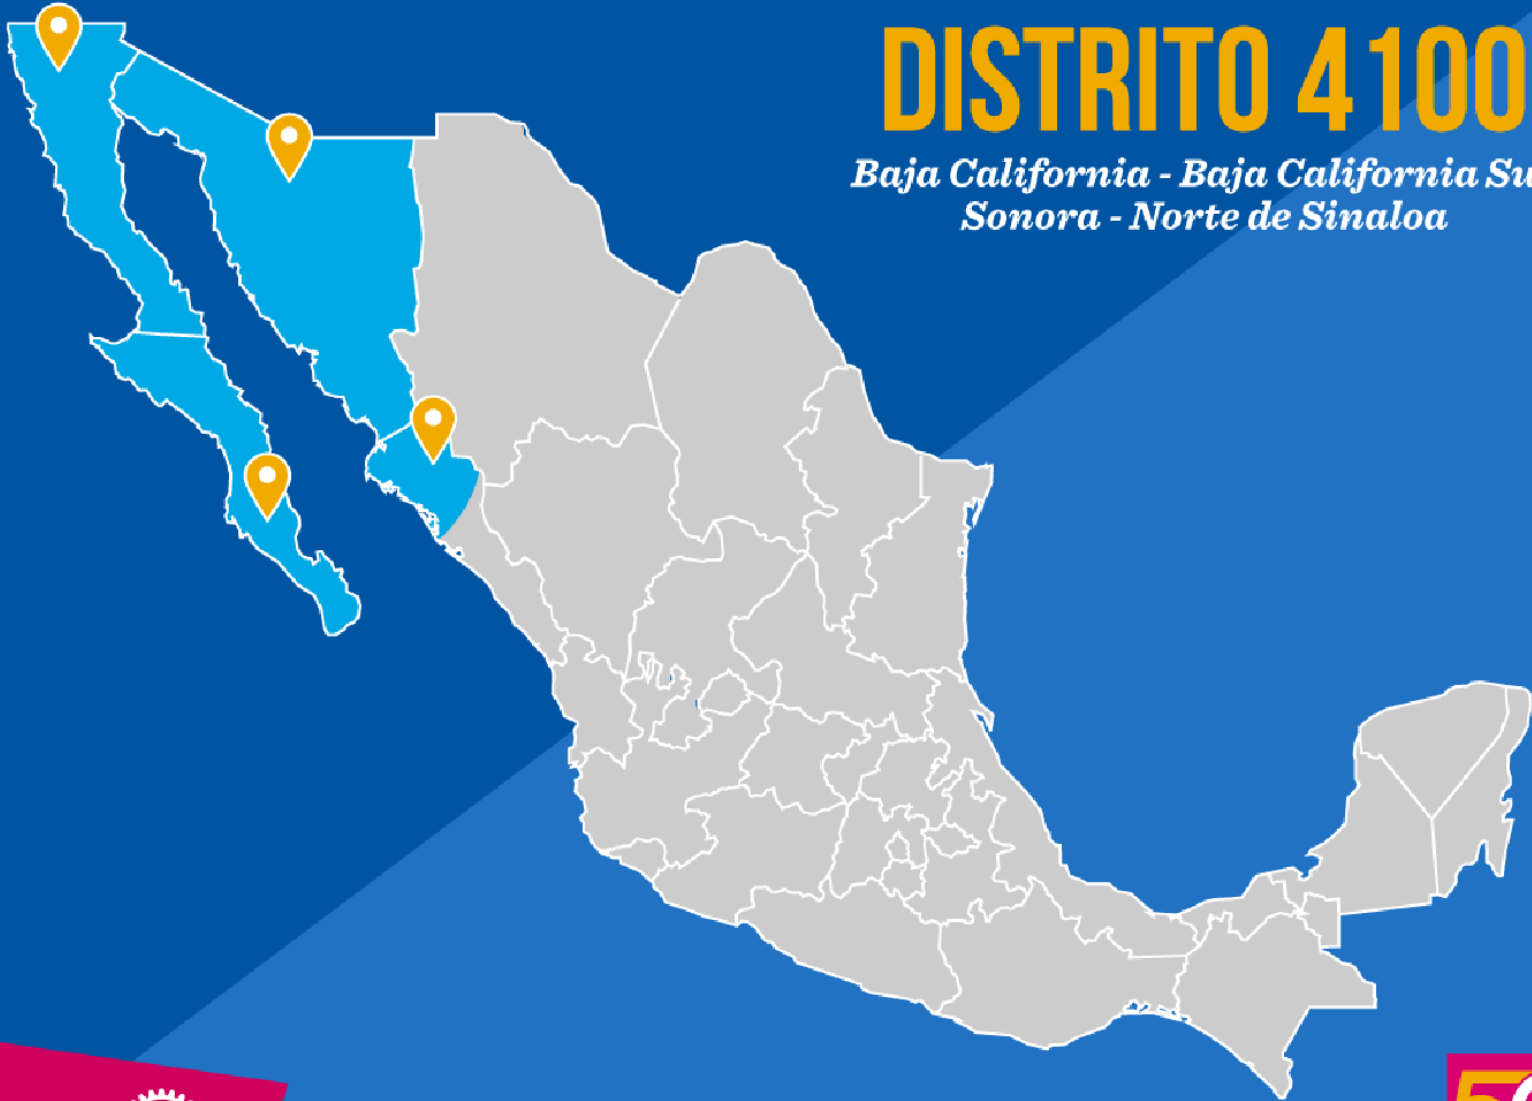 DISTRITO 4100
Baja California - Baja California Su
Sonora - Norte de Sinaloa